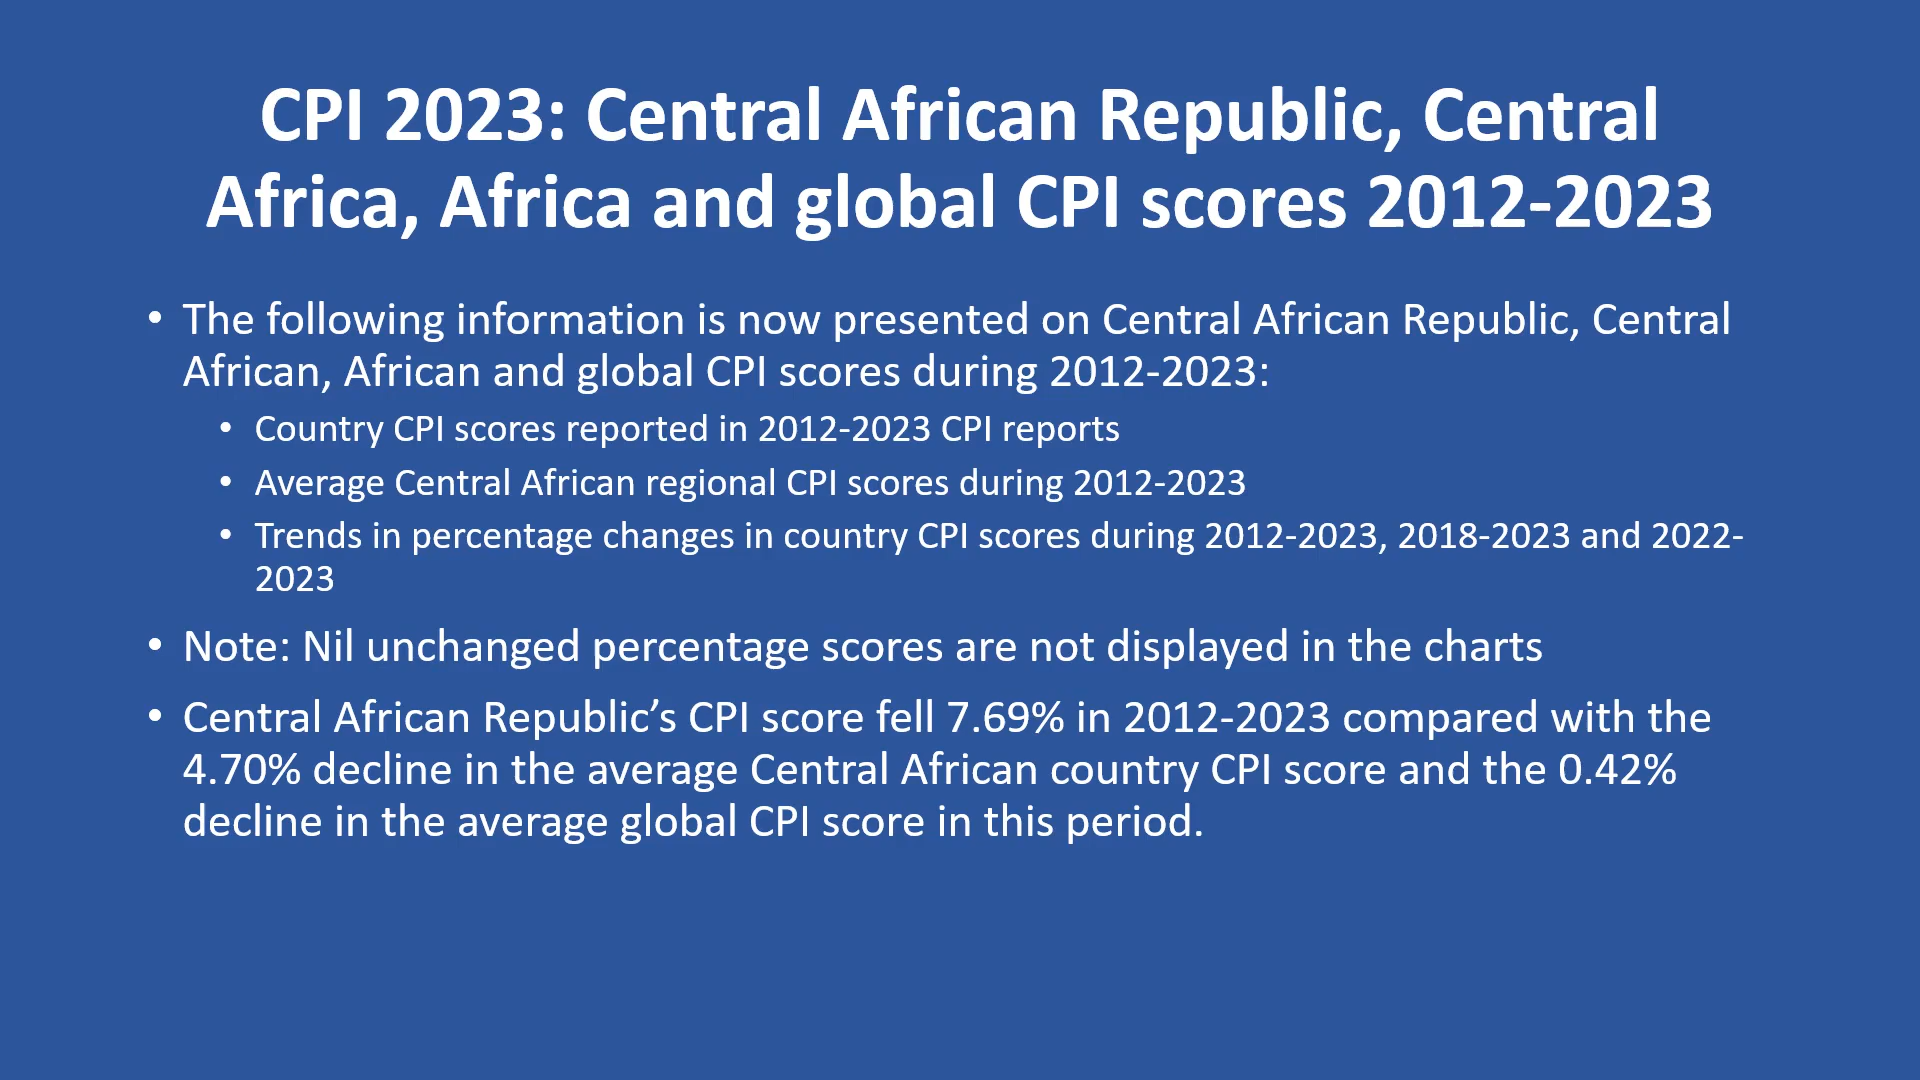 CPI 2023: Central African Republic, Central
Africa, Africa and global CPI scores 2012-2023
• The following information is now presented on Central African Republic, Central
African, African and global CPI scores during 2012-2023:
• Country CPI scores reported in 2012-2023 CPI reports
• Average Central African regional CPI scores during 2012-2023
• Trends in percentage changes in country CPI scores during 2012-2023, 2018-2023 and 2022-
2023
• Note: Nil unchanged percentage scores are not displayed in the charts
• Central African Republic’s CPI score fell 7.69% in 2012-2023 compared with the
4.70% decline in the average Central African country CPI score and the 0.42%
decline in the average global CPI score in this period.